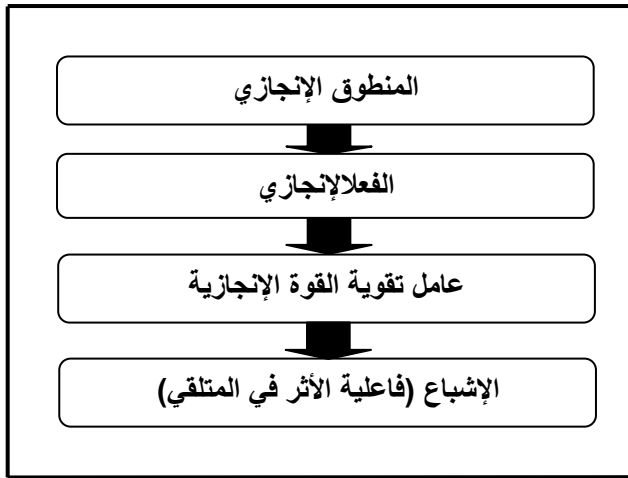 المنطوق الإنجازي
الفعلالإنجازي
عامل تقوية القوة الإنجازية
الإشباع (فاعلية الأثر في المتلقي)